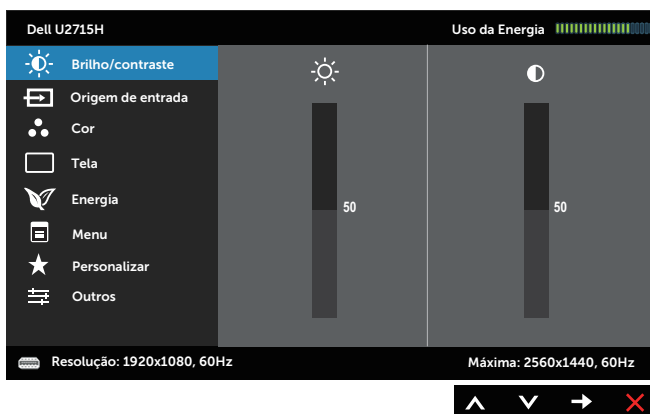 Dell U2715H
Uso da Energia
Brilho/contraste
Origem de entrada
Cor
Tela
Energia
Menu
Personalizar
Outros
50
50
Resolução: 1920x1080, 60Hz
Máxima: 2560x1440, 60Hz